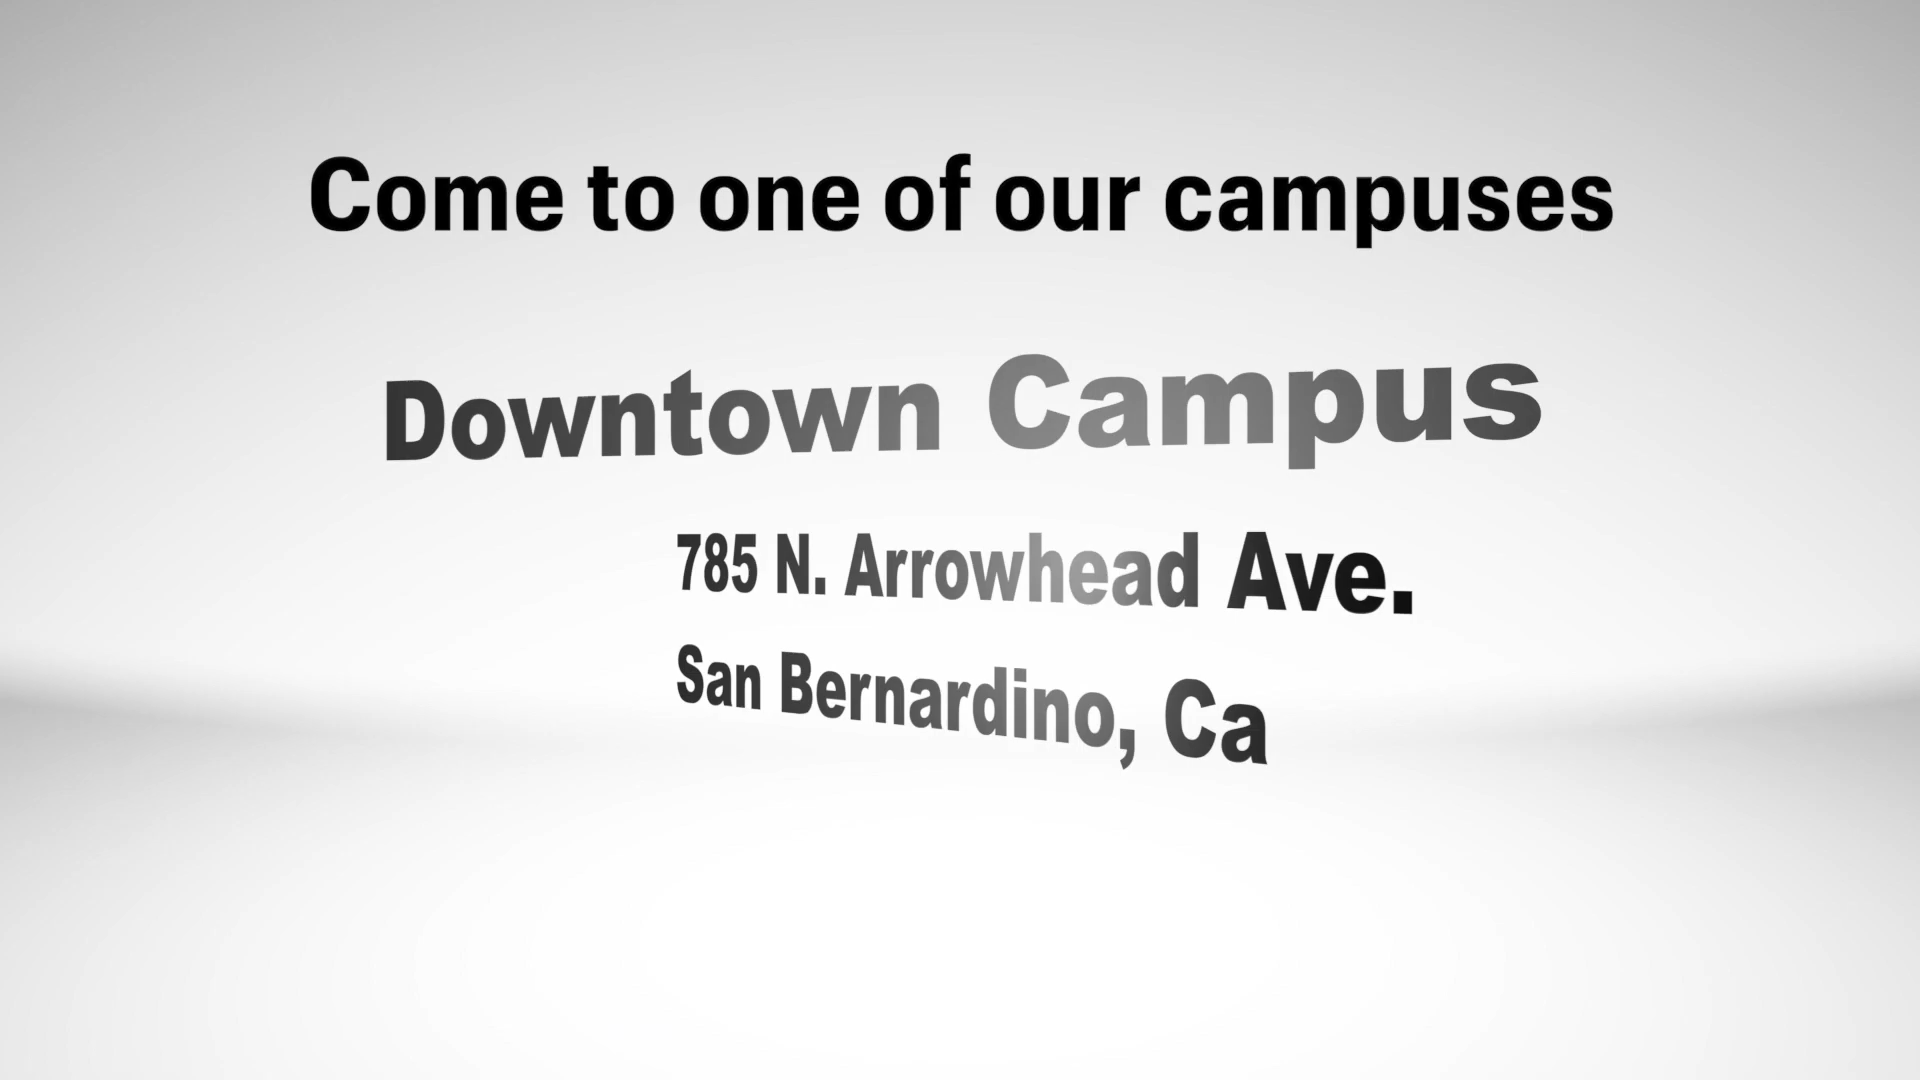 Come to one of our campuses
Downtown Campus
785 N. Arrowhead Ave.
San Bernardino, Ca